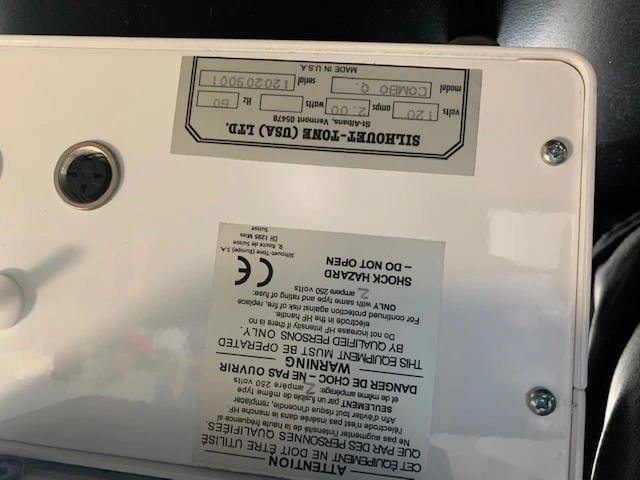 SILHOUET-TONE (USA) LTD.
St-Albans, Vermont 05478
volts 120 amps 2.00 watts Hz 60
model COMBO Q. serial 120209001
MADE IN U.S.A.
ATTENTION
CET ÉQUIPEMENT NE DOIT ÊTRE UTILISÉ
QUE PAR DES PERSONNES QUALIFIÉES.
Ne pas augmenter l'intensité de la haute fréquence si
l'électrode n'est pas insérée dans le manche HF.
Afin d'éviter tout risque d'incendie, remplacer
SEULEMENT par un fusible de même type
et de même ampérage: 2 ampère 250 volts
DANGER DE CHOC – NE PAS OUVRIR
WARNING
THIS EQUIPMENT MUST BE OPERATED
BY QUALIFIED PERSONS ONLY.
Do not increase HF intensity if there is no
electrode in the HF handle.
For continued protection against risk of fire, replace
ONLY with same type and rating of fuse:
2 ampere 250 volts
SHOCK HAZARD
– DO NOT OPEN
CE
Silhouet-Tone (Europe) S.A.
9, Route de Suisse
CH 1295 Mies
Suisse